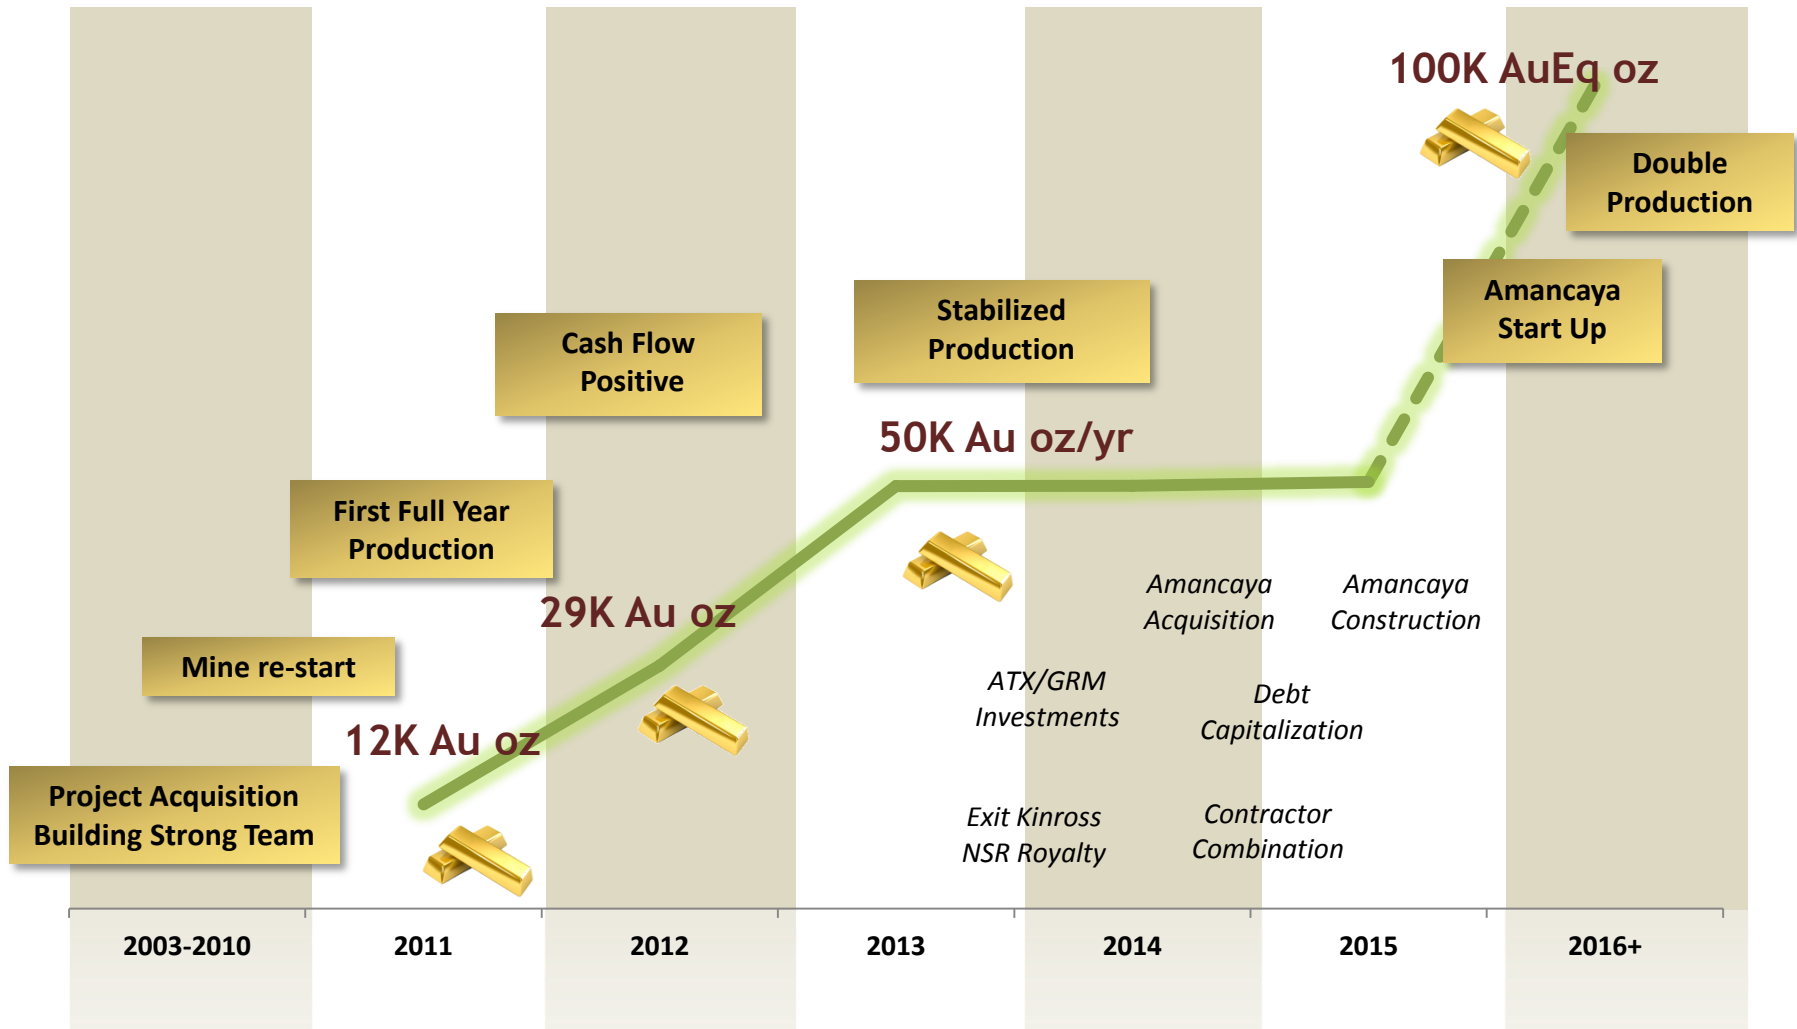 100K AuEq oz
Double
Production
Amancaya
Start Up
Stabilized
Production
Cash Flow
Positive
50K Au oz/yr
First Full Year
Production
29K Au oz
Amancaya
Acquisition
Amancaya
Construction
Mine re-start
ATX/GRM
Investments
Debt
Capitalization
12K Au oz
Project Acquisition
Building Strong Team
Exit Kinross
NSR Royalty
Contractor
Combination
2003-2010
2011
2012
2013
2014
2015
2016+